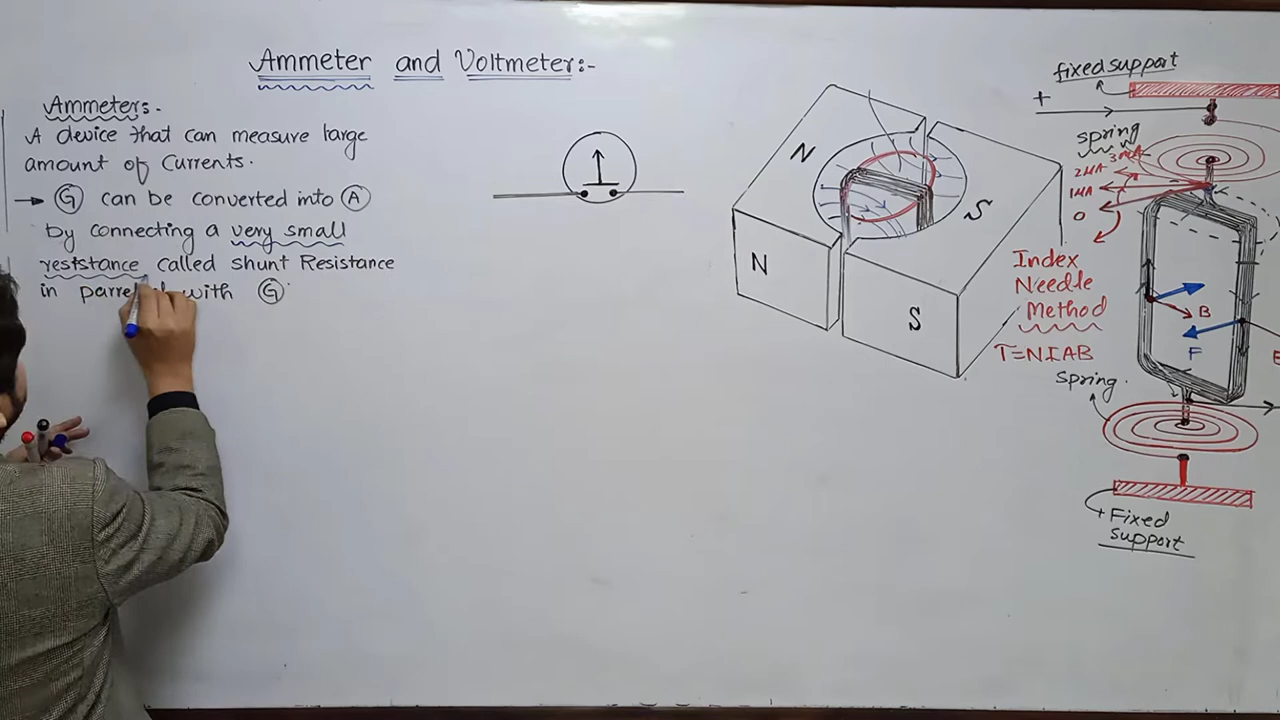 Ammeter and Voltmeter:-
Ammeters:-
A device that can measure large
amount of Currents.
→ G can be converted into A
by connecting a very small
reststance called shunt Resistance
in with G
N
S
N
S
fixed support
+
spring
3MA
2MA
1MA
0
Index
Needle
Method
τ=NIAB
B
F
spring.
Fixed
support